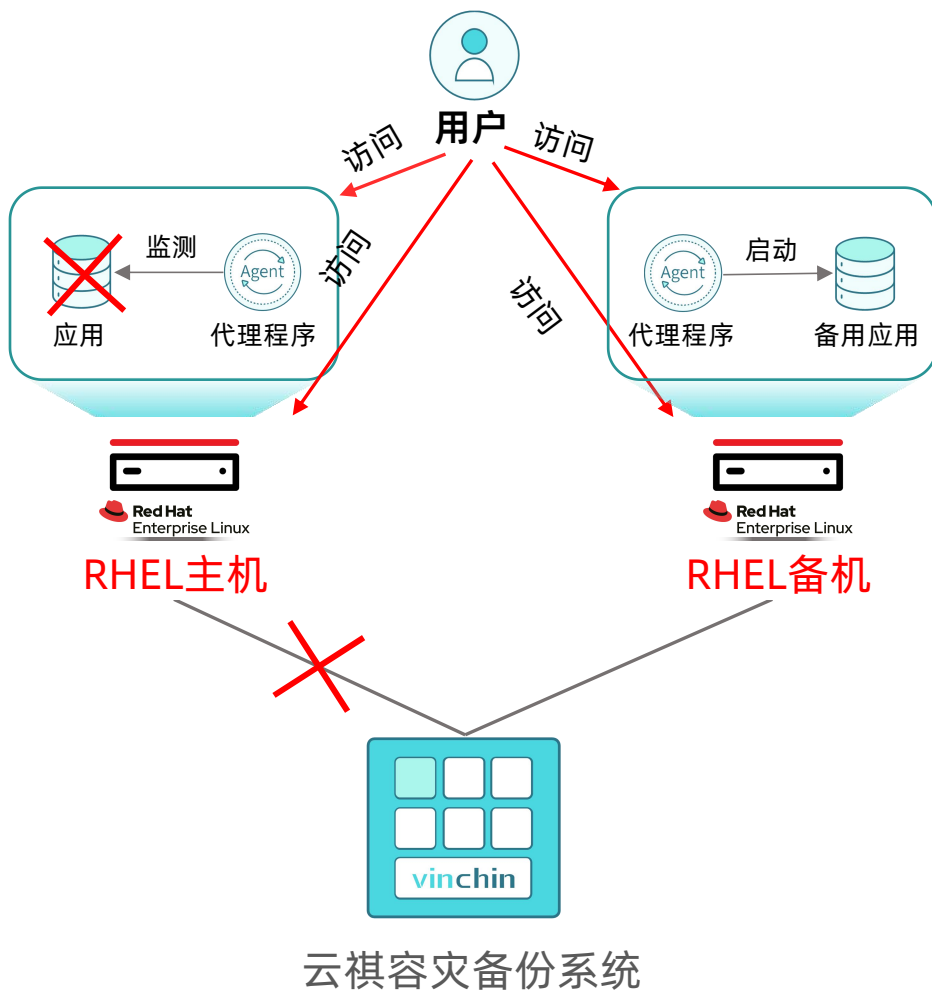 用户
访问
访问
访问
访问
监测
Agent
应用
代理程序
Agent
启动
代理程序
备用应用
Red Hat
Enterprise Linux
RHEL主机
Red Hat
Enterprise Linux
RHEL备机
vinchin
云祺容灾备份系统